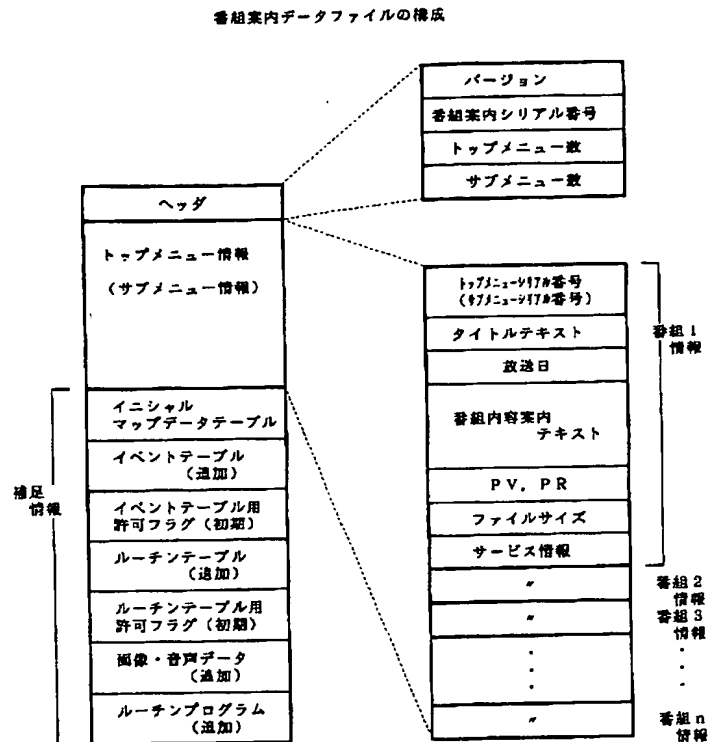 番組案内データファイルの構成
バージョン
番組案内シリアル番号
トップメニュー数
サブメニュー数
ヘッダ
トップメニュー情報
(サブメニュー情報)
イニシャル
マップデータテーブル
イベントテーブル
(追加)
イベントテーブル用
許可フラグ(初期)
ルーチンテーブル
(追加)
ルーチンテーブル用
許可フラグ(初期)
画像・音声データ
(追加)
ルーチンプログラム
(追加)
補足
情報
トップメニューシリアル番号
(サブメニューシリアル番号)
タイトルテキスト
放送日
番組内容案内
テキスト
PV, PR
ファイルサイズ
サービス情報
〃
〃
・
・
・
〃
番組1
情報
番組2
情報
番組3
情報
・
・
・
番組n
情報